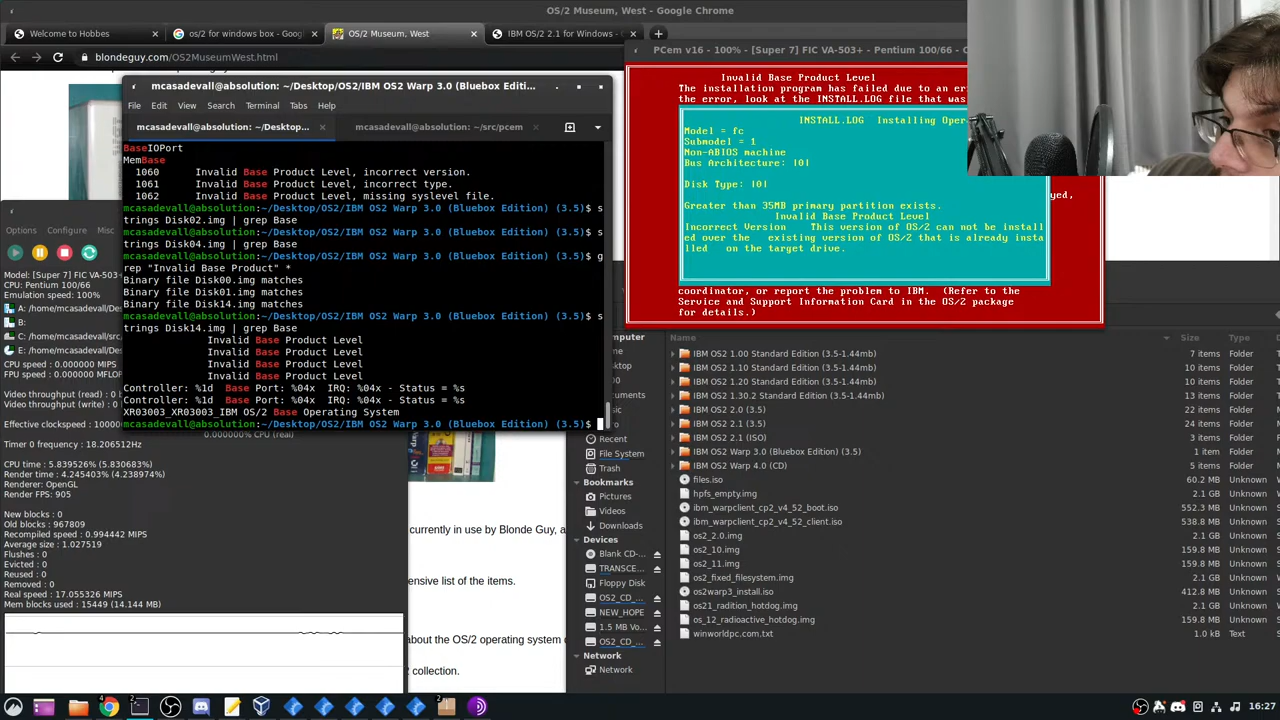 OS/2 Museum, West - Google Chrome
Welcome to Hobbes
os/2 for windows box - Google
OS/2 Museum, West
IBM OS/2 2.1 for Windows -
blondeguy.com/OS2MuseumWest.html
mcasadevall@absolution: ~/Desktop/OS2/IBM OS2 Warp 3.0 (Bluebox Editi...
File Edit View Search Terminal Tabs Help
mcasadevall@absolution: ~/Desktop...
mcasadevall@absolution: ~/src/pcem
BaseIOPort
MemBase
1060 Invalid Base Product Level, incorrect version.
1061 Invalid Base Product Level, incorrect type.
1062 Invalid Base Product Level, missing syslevel file.
mcasadevall@absolution:~/Desktop/OS2/IBM OS2 Warp 3.0 (Bluebox Edition) (3.5)$ s
trings Disk02.img | grep Base
mcasadevall@absolution:~/Desktop/OS2/IBM OS2 Warp 3.0 (Bluebox Edition) (3.5)$ s
trings Disk04.img | grep Base
mcasadevall@absolution:~/Desktop/OS2/IBM OS2 Warp 3.0 (Bluebox Edition) (3.5)$ g
rep "Invalid Base Product" *
Binary file Disk00.img matches
Binary file Disk01.img matches
Binary file Disk14.img matches
mcasadevall@absolution:~/Desktop/OS2/IBM OS2 Warp 3.0 (Bluebox Edition) (3.5)$ s
trings Disk14.img | grep Base
Invalid Base Product Level
Invalid Base Product Level
Invalid Base Product Level
Invalid Base Product Level
Controller: %1d Base Port: %04x IRQ: %04x - Status = %s
Controller: %1d Base Port: %04x IRQ: %04x - Status = %s
XR03003_XR03003_IBM OS/2 Base Operating System
mcasadevall@absolution:~/Desktop/OS2/IBM OS2 Warp 3.0 (Bluebox Edition) (3.5)$
PCem v16 - 100% - [Super 7] FIC VA-503+ - Pentium 100/66 -
Invalid Base Product Level
The installation program has failed due to an er
the error, look at the INSTALL.LOG file that was
INSTALL.LOG Installing Oper
Model = fc
Submodel = 1
Non-ABIOS machine
Bus Architecture: |0|
Disk Type: |0|
Greater than 35MB primary partition exists.
Invalid Base Product Level
Incorrect Version This version of OS/2 can not be install
ed over the existing version of OS/2 that is already insta
lled on the target drive.
yed,
coordinator, or report the problem to IBM. (Refer to the
Service and Support Information Card in the OS/2 package
for details.)
Options Configure Misc
Model: [Super 7] FIC VA-503+
CPU: Pentium 100/66
Emulation speed: 100%
A: /home/mcasadevall/Des
B:
C: /home/mcasadevall/src/
E: /home/mcasadevall/Des
CPU speed : 0.000000 MIPS
FPU speed : 0.000000 MFLOP
Video throughput (read) : 0 by
Video throughput (write) : 0 b
Effective clockspeed : 10000
0.000000% (real)
Timer 0 frequency : 18.206512Hz
CPU time : 5.839526% (5.830683%)
Render time : 4.245403% (4.238974%)
Renderer: OpenGL
Render FPS: 905
New blocks : 0
Old blocks : 967809
Recompiled speed : 0.994442 MIPS
Average size : 1.027519
Flushes : 0
Evicted : 0
Reused : 0
Removed : 0
Real speed : 17.055326 MIPS
Mem blocks used : 15449 (14.144 MB)
currently in use by Blonde Guy, a
ensive list of the items.
about the OS/2 operating system
collection.
mputer
Recent
File System
Trash
Bookmarks
Pictures
Videos
Downloads
Devices
Blank CD-...
TRANSCE...
Floppy Disk
OS2_CD_...
NEW_HOPE
1.5 MB Vo...
OS2_CD_...
Network
Network
Name Size Type
IBM OS2 1.00 Standard Edition (3.5-1.44mb) 7 items Folder
IBM OS2 1.10 Standard Edition (3.5-1.44mb) 10 items Folder
IBM OS2 1.20 Standard Edition (3.5-1.44mb) 10 items Folder
IBM OS2 1.30.2 Standard Edition (3.5-1.44mb) 13 items Folder
IBM OS2 2.0 (3.5) 22 items Folder
IBM OS2 2.1 (3.5) 24 items Folder
IBM OS2 2.1 (ISO) 3 items Folder
IBM OS2 Warp 3.0 (Bluebox Edition) (3.5) 1 item Folder
IBM OS2 Warp 4.0 (CD) 5 items Folder
files.iso 60.2 MB Unknown
hpfs_empty.img 2.1 GB Unknown
ibm_warpclient_cp2_v4_52_boot.iso 552.3 MB Unknown
ibm_warpclient_cp2_v4_52_client.iso 538.8 MB Unknown
os2_2.0.img 2.1 GB Unknown
os2_10.img 159.8 MB Unknown
os2_11.img 159.8 MB Unknown
os2_fixed_filesystem.img 2.1 GB Unknown
os2warp3_install.iso 412.8 MB Unknown
os21_radition_hotdog.img 2.1 GB Unknown
os_12_radioactive_hotdog.img 159.8 MB Unknown
winworldpc.com.txt 1.0 kB Text
16:27